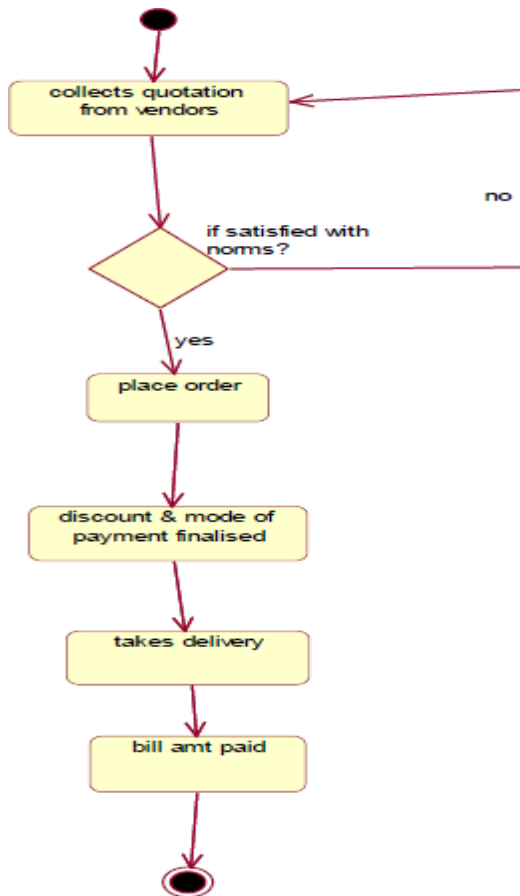 collects quotation
from vendors
no
if satisfied with
norms?
yes
place order
discount & mode of
payment finalised
takes delivery
bill amt paid